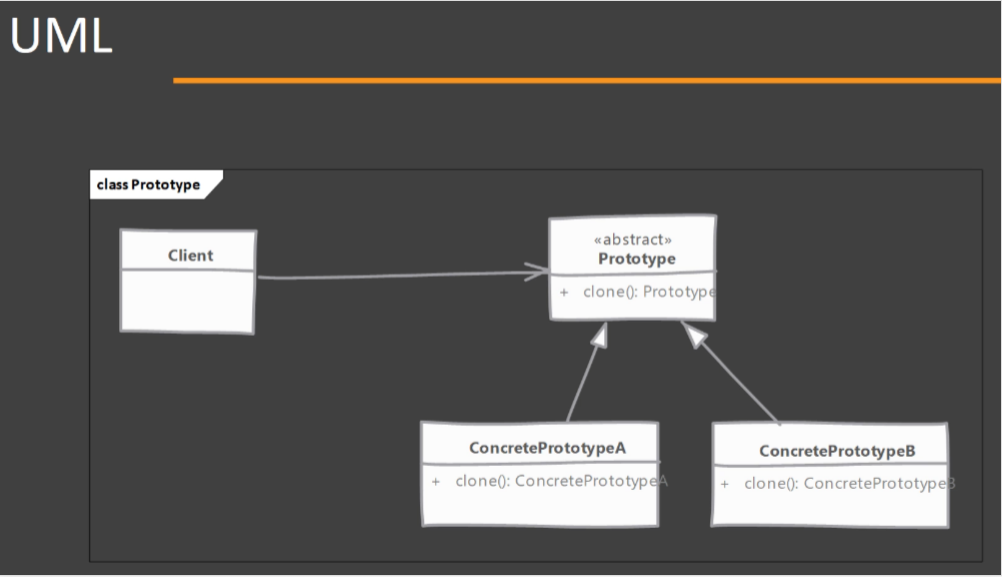 UML
class Prototype
Client
«abstract»
Prototype
+ clone(): Prototype
ConcretePrototypeA
+ clone(): ConcretePrototypeA
ConcretePrototypeB
+ clone(): ConcretePrototypeB